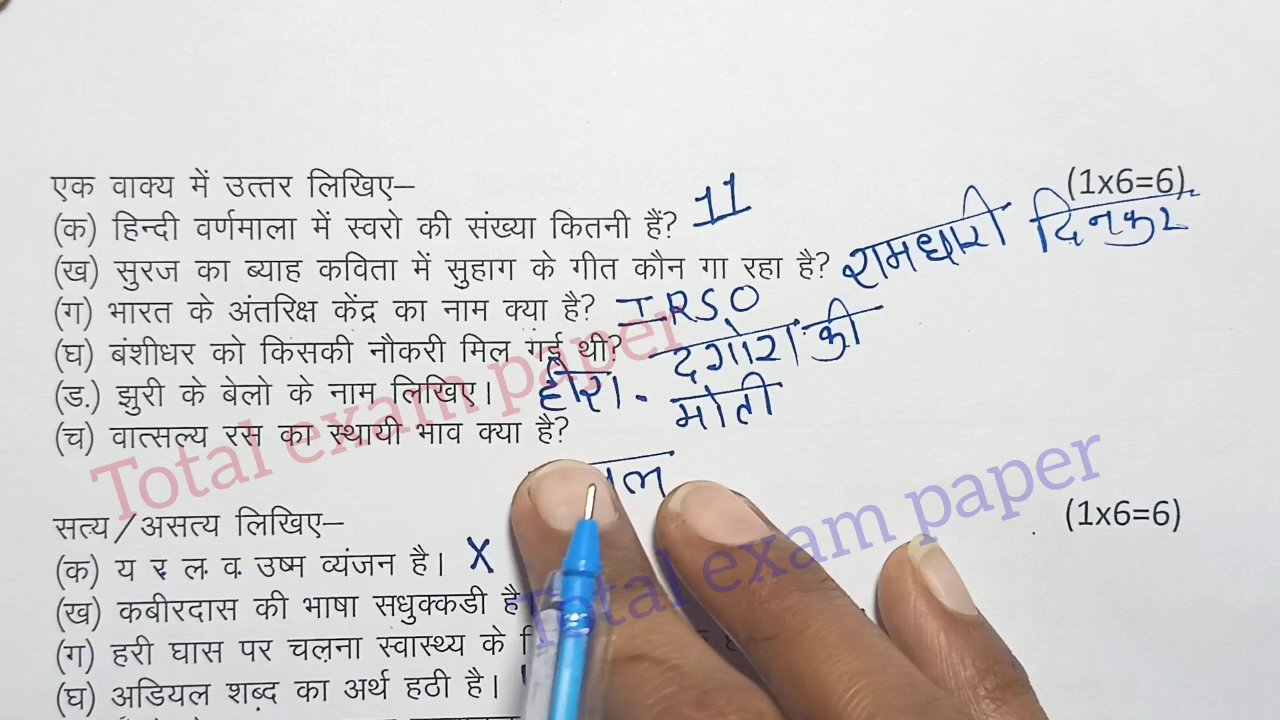 एक वाक्य में उत्तर लिखिए– (1x6=6)
(क) हिन्दी वर्णमाला में स्वरो की संख्या कितनी हैं? 11
(ख) सुरज का ब्याह कविता में सुहाग के गीत कौन गा रहा है? रामधारी दिनकर
(ग) भारत के अंतरिक्ष केंद्र का नाम क्या है? IRSO
(घ) बंशीधर को किसकी नौकरी मिल गई थी? दगोरा की
(ड.) झुरी के बेलो के नाम लिखिए। हीरा - मोती
(च) वात्सल्य रस का स्थायी भाव क्या है?
सत्य/असत्य लिखिए– (1x6=6)
(क) य र ल व उष्म व्यंजन है। X
(ख) कबीरदास की भाषा सधुक्कडी है
(ग) हरी घास पर चलना स्वास्थ्य के
(घ) अडियल शब्द का अर्थ हठी है।
Total exam paper
Total exam paper